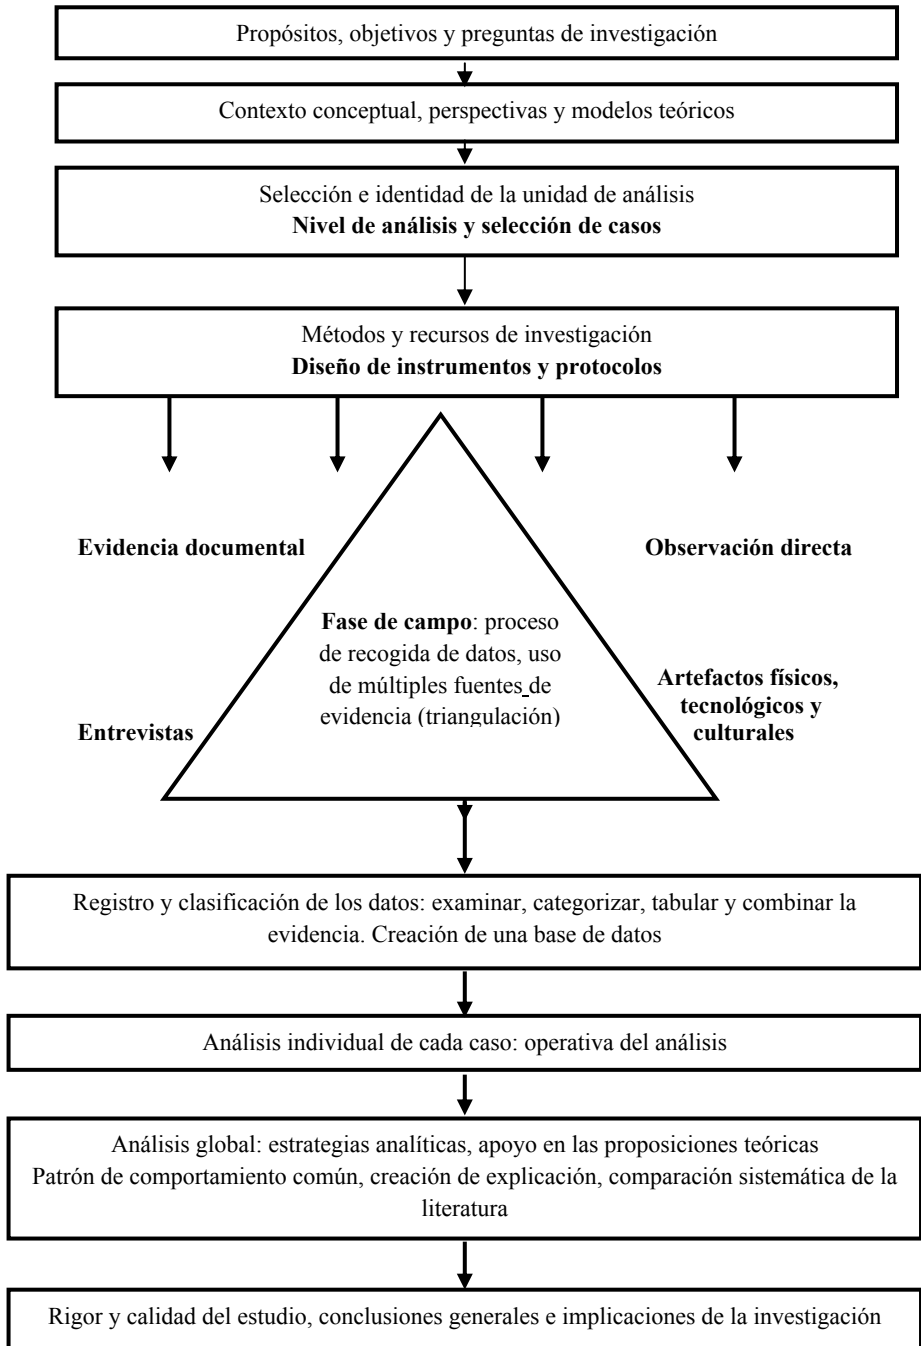 Propósitos, objetivos y preguntas de investigación
Contexto conceptual, perspectivas y modelos teóricos
Selección e identidad de la unidad de análisis
Nivel de análisis y selección de casos
Métodos y recursos de investigación
Diseño de instrumentos y protocolos
Evidencia documental
Observación directa
Fase de campo: proceso
de recogida de datos, uso
de múltiples fuentes de
evidencia (triangulación)
Entrevistas
Artefactos físicos,
tecnológicos y
culturales
Registro y clasificación de los datos: examinar, categorizar, tabular y combinar la
evidencia. Creación de una base de datos
Análisis individual de cada caso: operativa del análisis
Análisis global: estrategias analíticas, apoyo en las proposiciones teóricas
Patrón de comportamiento común, creación de explicación, comparación sistemática de la
literatura
Rigor y calidad del estudio, conclusiones generales e implicaciones de la investigación